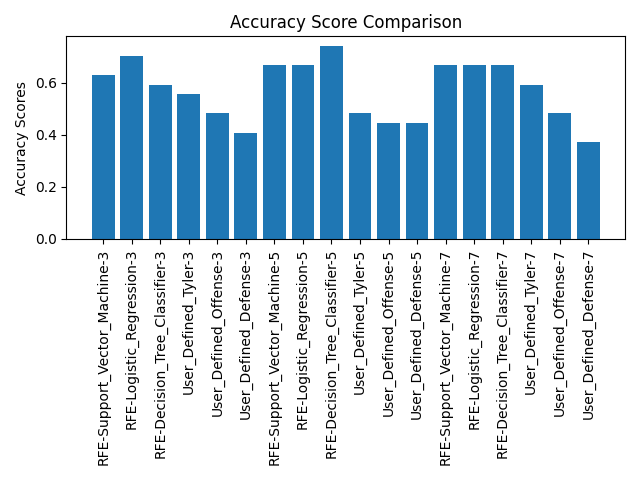 Accuracy Score Comparison
Accuracy Scores
0.6
0.4
0.2
0.0
RFE-Support_Vector_Machine-3
RFE-Logistic_Regression-3
RFE-Decision_Tree_Classifier-3
User_Defined_Tyler-3
User_Defined_Offense-3
User_Defined_Defense-3
RFE-Support_Vector_Machine-5
RFE-Logistic_Regression-5
RFE-Decision_Tree_Classifier-5
User_Defined_Tyler-5
User_Defined_Offense-5
User_Defined_Defense-5
RFE-Support_Vector_Machine-7
RFE-Logistic_Regression-7
RFE-Decision_Tree_Classifier-7
User_Defined_Tyler-7
User_Defined_Offense-7
User_Defined_Defense-7